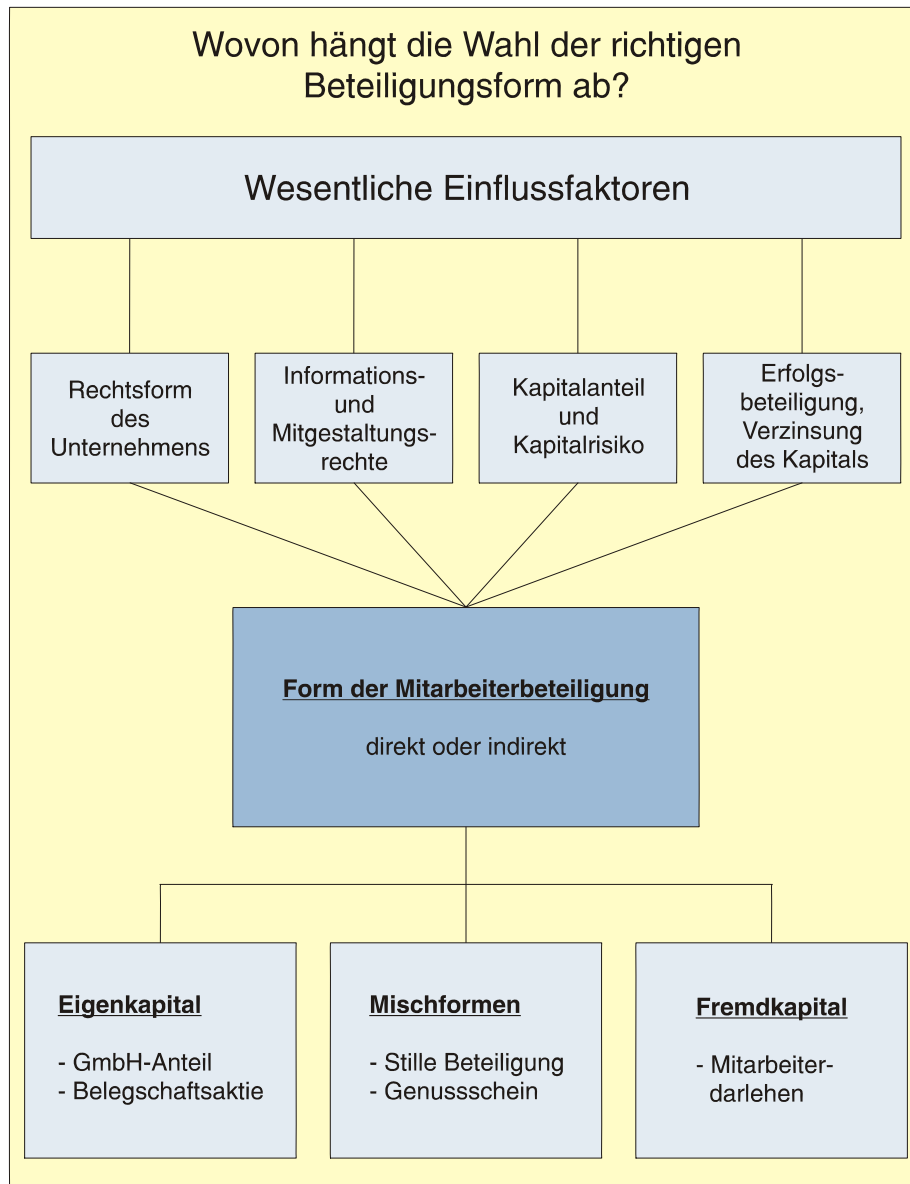 Wovon hängt die Wahl der richtigen
Beteiligungsform ab?
Wesentliche Einflussfaktoren
Rechtsform
des
Unternehmens
Informations-
und
Mitgestaltungs-
rechte
Kapitalanteil
und
Kapitalrisiko
Erfolgs-
beteiligung,
Verzinsung
des Kapitals
Form der Mitarbeiterbeteiligung
direkt oder indirekt
Eigenkapital
- GmbH-Anteil
- Belegschaftsaktie
Mischformen
- Stille Beteiligung
- Genussschein
Fremdkapital
- Mitarbeiter-
darlehen